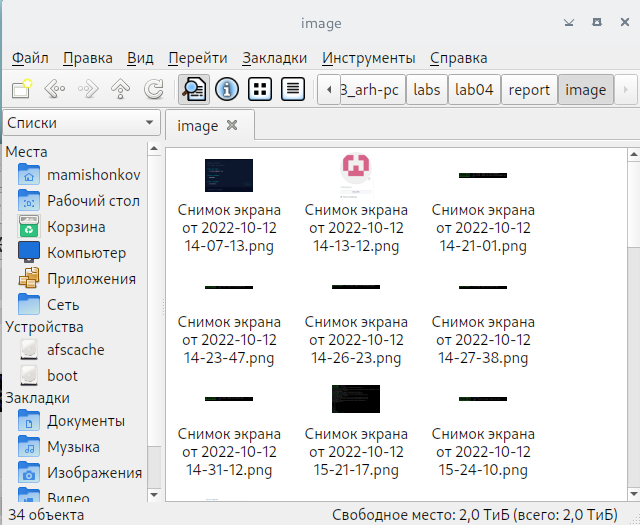 image
Файл Правка Вид Перейти Закладки Инструменты Справка
3_arh-pc labs lab04 report image
Списки
image
Места
mamishonkov
Рабочий стол
Корзина
Компьютер
Приложения
Сеть
Устройства
afscache
boot
Закладки
Документы
Музыка
Изображения
Видео
Снимок экрана
от 2022-10-12
14-07-13.png
Снимок экрана
от 2022-10-12
14-13-12.png
Снимок экрана
от 2022-10-12
14-21-01.png
Снимок экрана
от 2022-10-12
14-23-47.png
Снимок экрана
от 2022-10-12
14-26-23.png
Снимок экрана
от 2022-10-12
14-27-38.png
Снимок экрана
от 2022-10-12
14-31-12.png
Снимок экрана
от 2022-10-12
15-21-17.png
Снимок экрана
от 2022-10-12
15-24-10.png
34 объекта
Свободное место: 2,0 ТиБ (всего: 2,0 ТиБ)